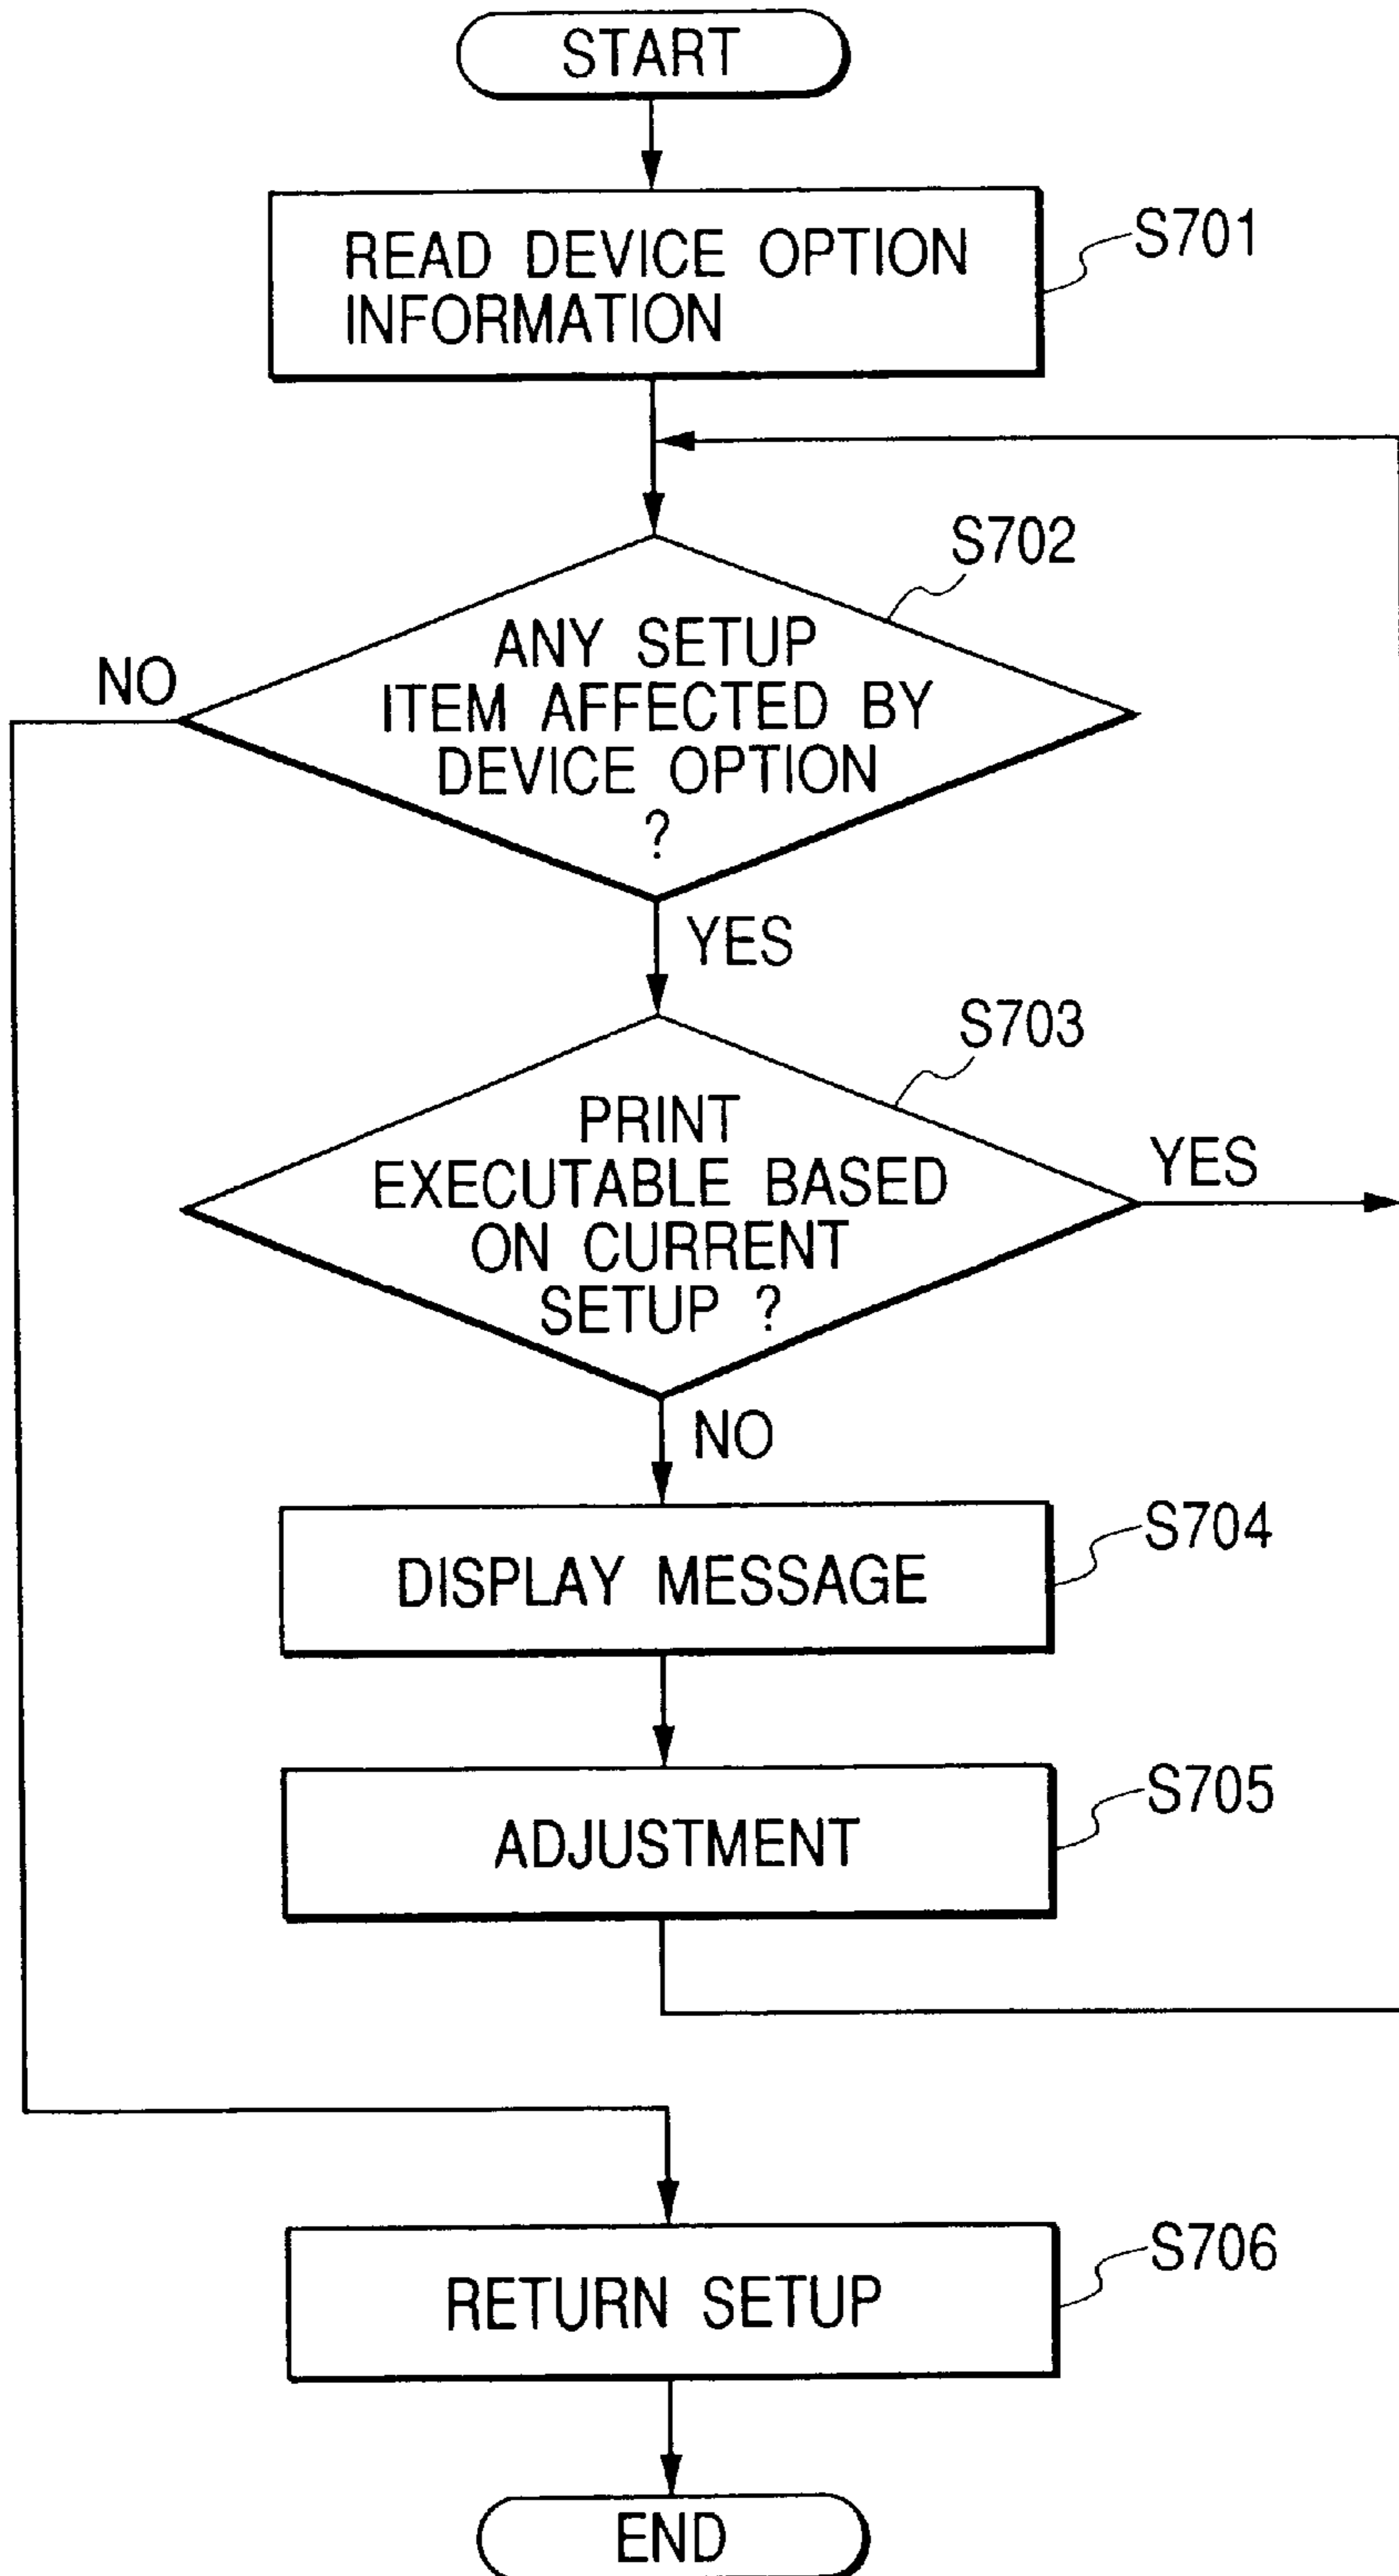 START
READ DEVICE OPTION
INFORMATION
S701
S702
ANY SETUP
ITEM AFFECTED BY
DEVICE OPTION
?
NO
YES
S703
PRINT
EXECUTABLE BASED
ON CURRENT
SETUP ?
YES
NO
S704
DISPLAY MESSAGE
S705
ADJUSTMENT
S706
RETURN SETUP
END